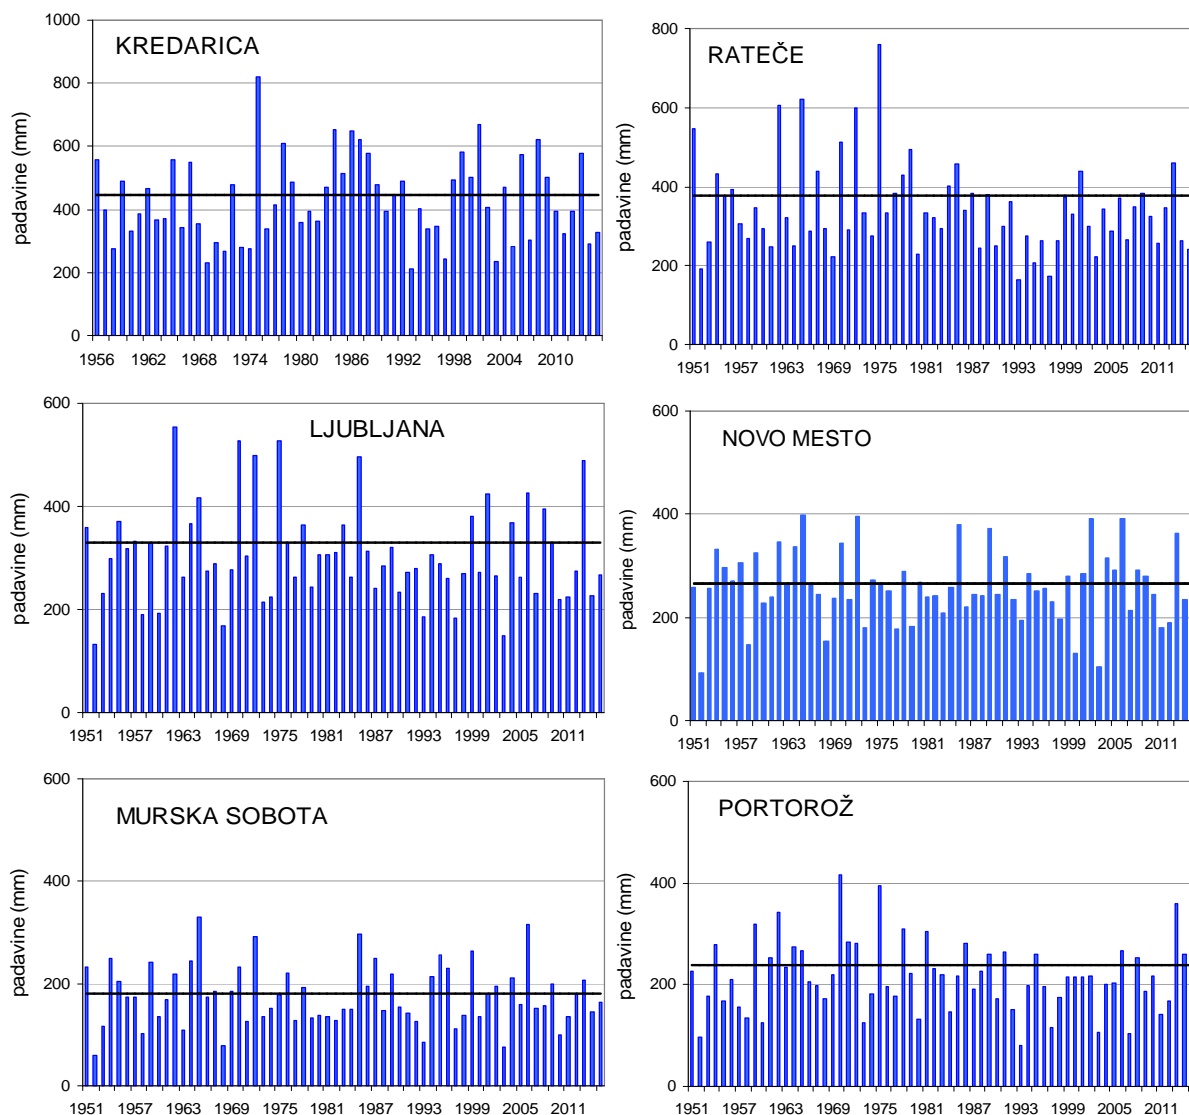 KREDARICA
padavine (mm)
1000
800
600
400
200
0
1956 1962 1968 1974 1980 1986 1992 1998 2004 2010
RATEČE
padavine (mm)
800
600
400
200
0
1951 1957 1963 1969 1975 1981 1987 1993 1999 2005 2011
LJUBLJANA
padavine (mm)
600
400
200
0
1951 1957 1963 1969 1975 1981 1987 1993 1999 2005 2011
NOVO MESTO
padavine (mm)
600
400
200
0
1951 1957 1963 1969 1975 1981 1987 1993 1999 2005 2011
MURSKA SOBOTA
padavine (mm)
600
400
200
0
1951 1957 1963 1969 1975 1981 1987 1993 1999 2005 2011
PORTOROŽ
padavine (mm)
600
400
200
0
1951 1957 1963 1969 1975 1981 1987 1993 1999 2005 2011